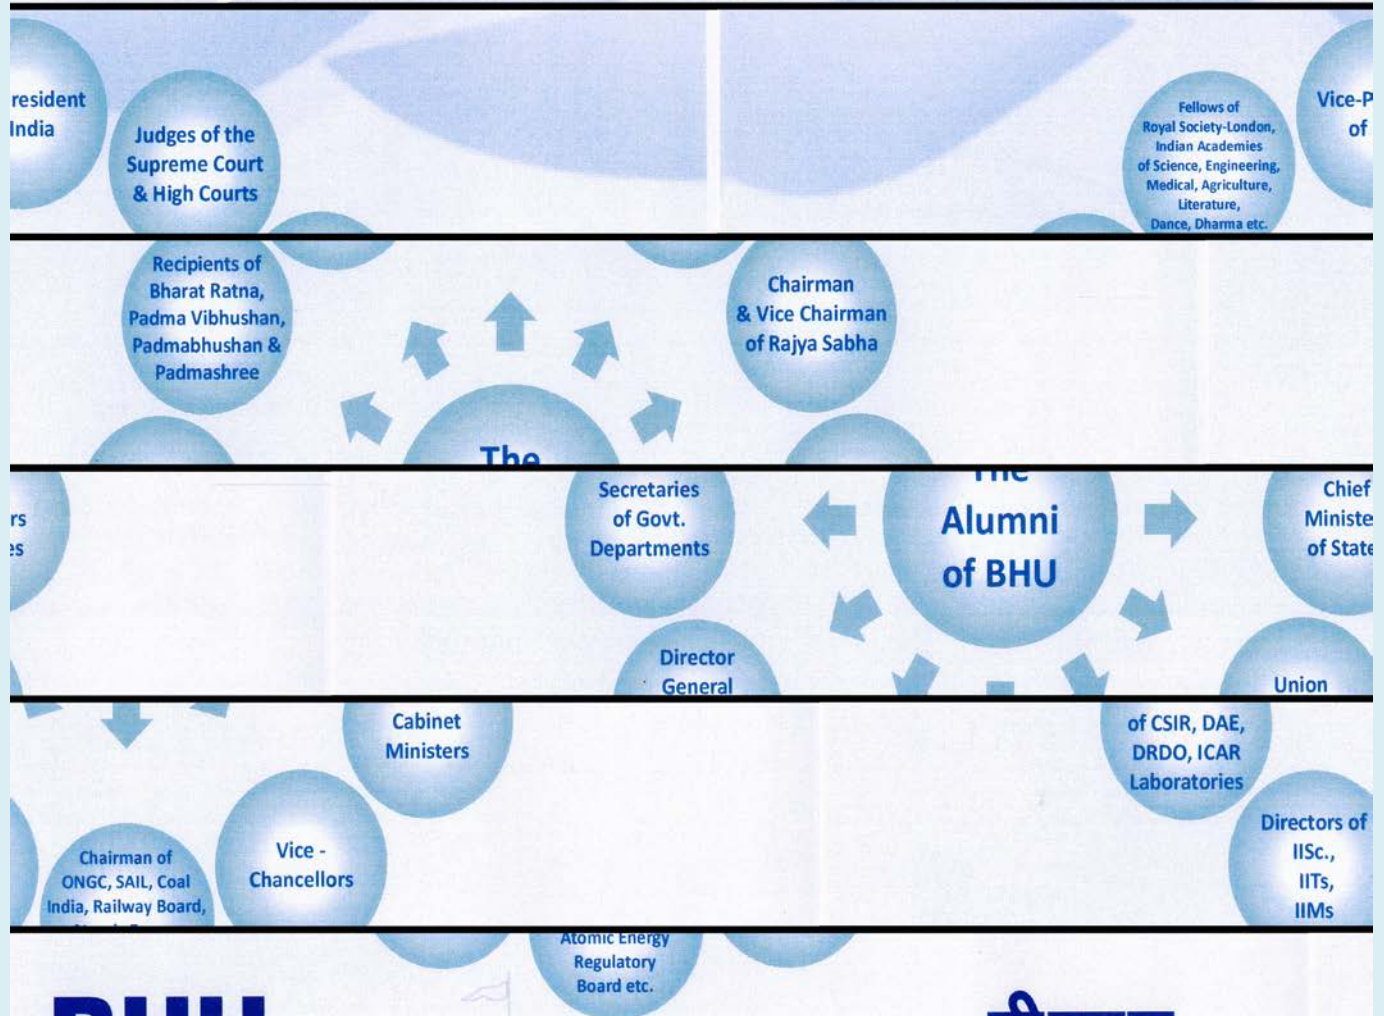 resident
India
Judges of the
Supreme Court
& High Courts
Fellows of
Royal Society-London,
Indian Academies
of Science, Engineering,
Medical, Agriculture,
Literature,
Dance, Dharma etc.
Vice-P
of
Recipients of
Bharat Ratna,
Padma Vibhushan,
Padmabhushan &
Padmashree
The
Chairman
& Vice Chairman
of Rajya Sabha
rs
es
Secretaries
of Govt.
Departments
Director
General
The
Alumni
of BHU
Chief
Ministe
of State
Union
Cabinet
Ministers
Vice -
Chancellors
Chairman of
ONGC, SAIL, Coal
India, Railway Board,
of CSIR, DAE,
DRDO, ICAR
Laboratories
Directors of
IISc.,
IITs,
IIMs
Atomic Energy
Regulatory
Board etc.
BHU